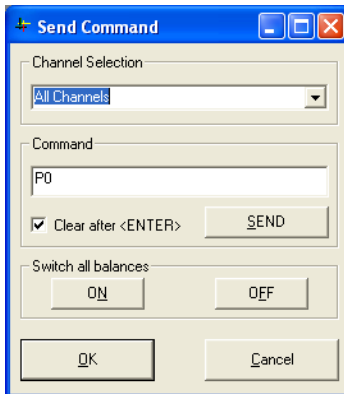 Send Command
Channel Selection
All Channels
Command
P0
Clear after <ENTER>
SEND
Switch all balances
ON
OFF
OK
Cancel